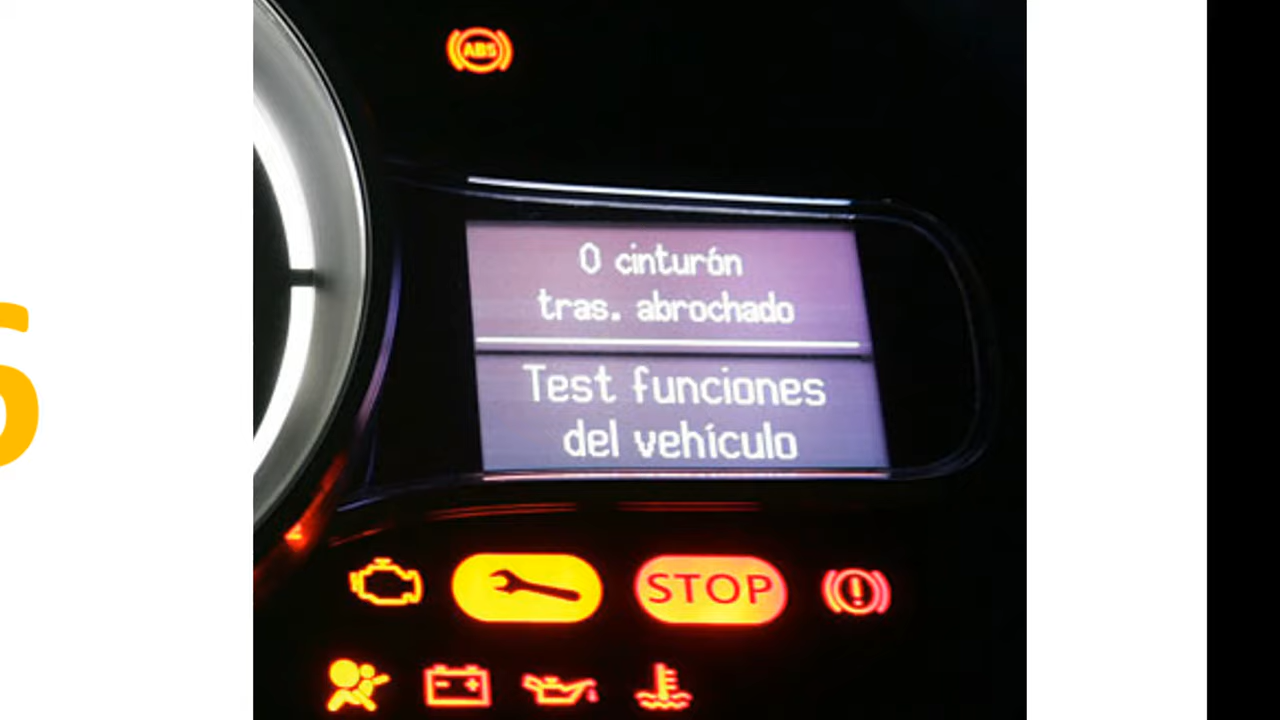 ABS
0 cinturón
tras. abrochado
Test funciones
del vehículo
STOP